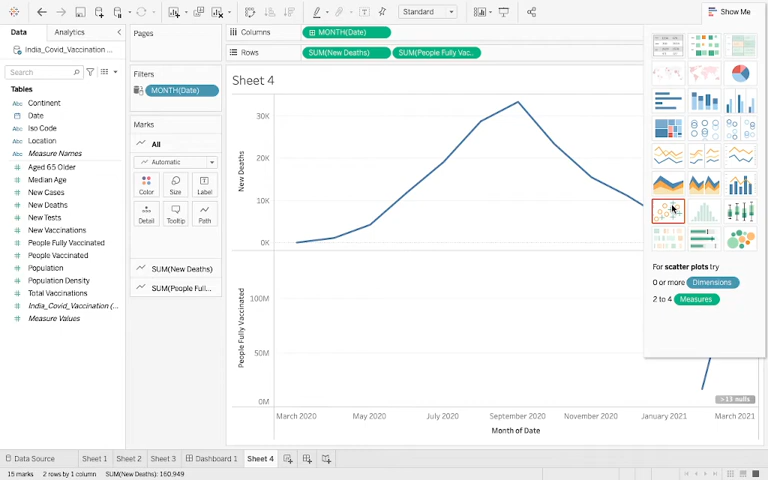 Standard
Show Me
Data
Analytics
India_Covid_Vaccination ...
Search
Tables
Abc Continent
Date
Abc Iso Code
Abc Location
Abc Measure Names
Aged 65 Older
Median Age
New Cases
New Deaths
New Tests
New Vaccinations
People Fully Vaccinated
People Vaccinated
Population
Population Density
Total Vaccinations
India_Covid_Vaccination (...
Measure Values
Pages
Filters
MONTH(Date)
Marks
All
Automatic
Color
Size
Label
Detail
Tooltip
Path
SUM(New Deaths)
SUM(People Full...
Columns
MONTH(Date)
Rows
SUM(New Deaths)
SUM(People Fully Vac..
Sheet 4
New Deaths
30K
20K
10K
0K
People Fully Vaccinated
100M
50M
0M
>13 nulls
March 2020
May 2020
July 2020
September 2020
November 2020
January 2021
March 2021
Month of Date
For scatter plots try
0 or more Dimensions
2 to 4 Measures
Data Source
Sheet 1
Sheet 2
Sheet 3
Dashboard 1
Sheet 4
15 marks
2 rows by 1 column
SUM(New Deaths): 160,949